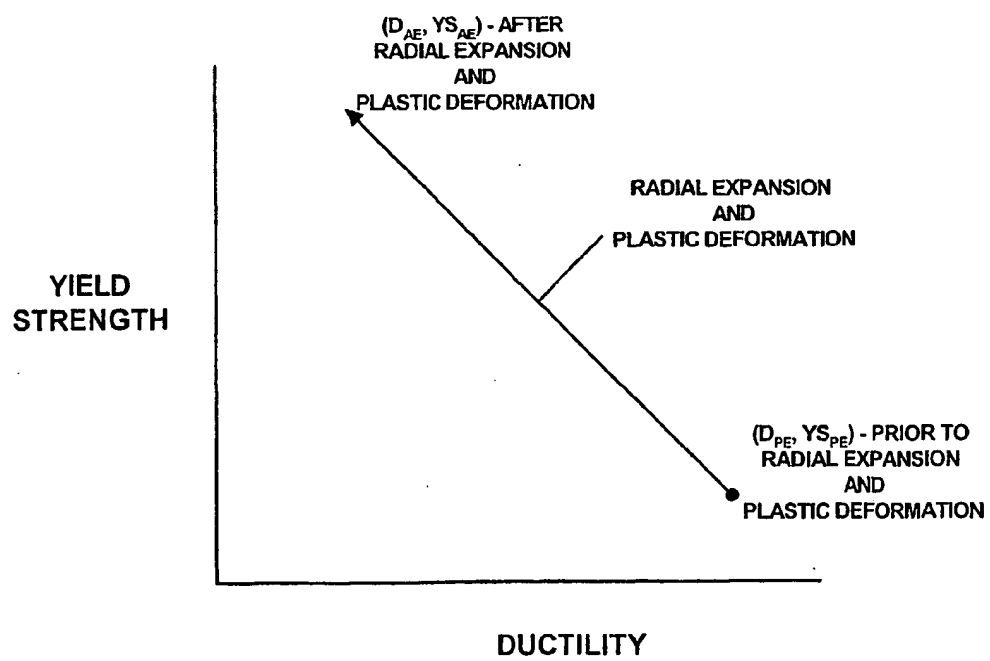 (D_AE, YS_AE) - AFTER
RADIAL EXPANSION
AND
PLASTIC DEFORMATION
RADIAL EXPANSION
AND
PLASTIC DEFORMATION
YIELD
STRENGTH
(D_PE, YS_PE) - PRIOR TO
RADIAL EXPANSION
AND
PLASTIC DEFORMATION
DUCTILITY